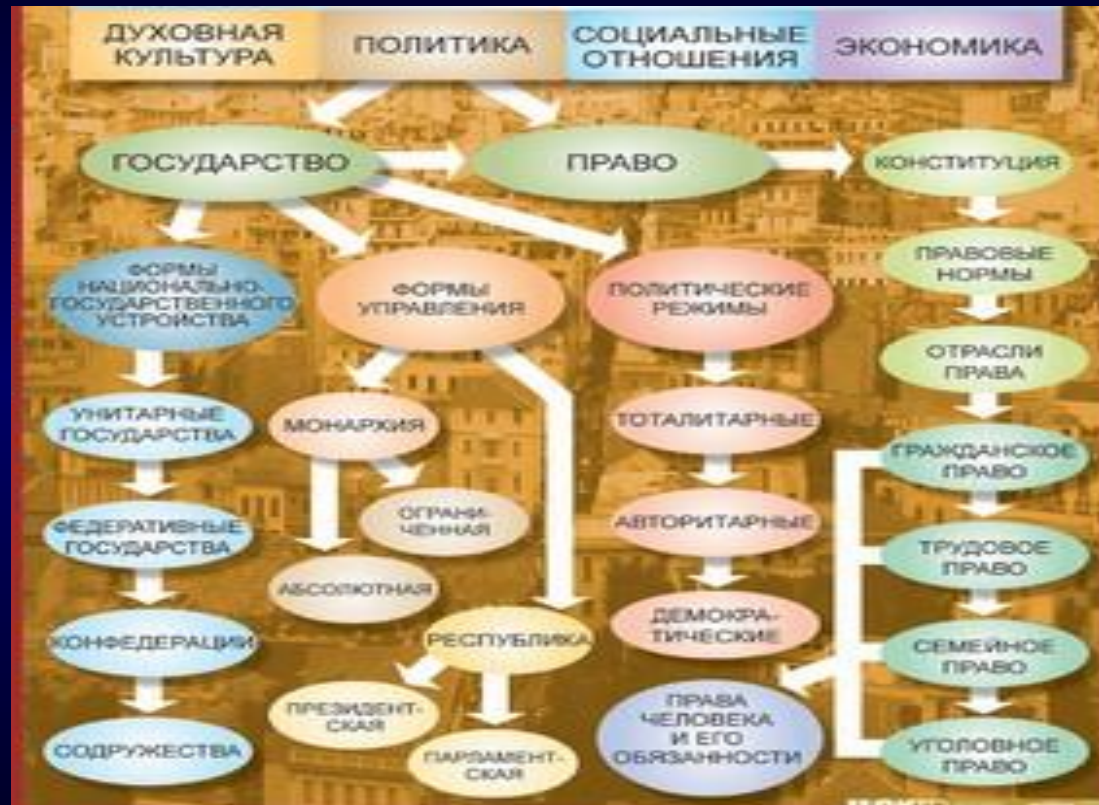 ДУХОВНАЯ
КУЛЬТУРА
ПОЛИТИКА
СОЦИАЛЬНЫЕ
ОТНОШЕНИЯ
ЭКОНОМИКА
ГОСУДАРСТВО
ПРАВО
КОНСТИТУЦИЯ
ФОРМЫ
НАЦИОНАЛЬНО-
ГОСУДАРСТВЕННОГО
УСТРОЙСТВА
ФОРМЫ
УПРАВЛЕНИЯ
ПОЛИТИЧЕСКИЕ
РЕЖИМЫ
ПРАВОВЫЕ
НОРМЫ
ОТРАСЛИ
ПРАВА
УНИТАРНЫЕ
ГОСУДАРСТВА
МОНАРХИЯ
ТОТАЛИТАРНЫЕ
ГРАЖДАНСКОЕ
ПРАВО
ФЕДЕРАТИВНЫЕ
ГОСУДАРСТВА
ОГРАНИ-
ЧЕННАЯ
АВТОРИТАРНЫЕ
ТРУДОВОЕ
ПРАВО
АБСОЛЮТНАЯ
КОНФЕДЕРАЦИИ
РЕСПУБЛИКА
ДЕМОКРА-
ТИЧЕСКИЕ
СЕМЕЙНОЕ
ПРАВО
ПРЕЗИДЕНТ-
СКАЯ
ПРАВА
ЧЕЛОВЕКА
И ЕГО
ОБЯЗАННОСТИ
СОДРУЖЕСТВА
ПАРЛАМЕНТ-
СКАЯ
УГОЛОВНОЕ
ПРАВО